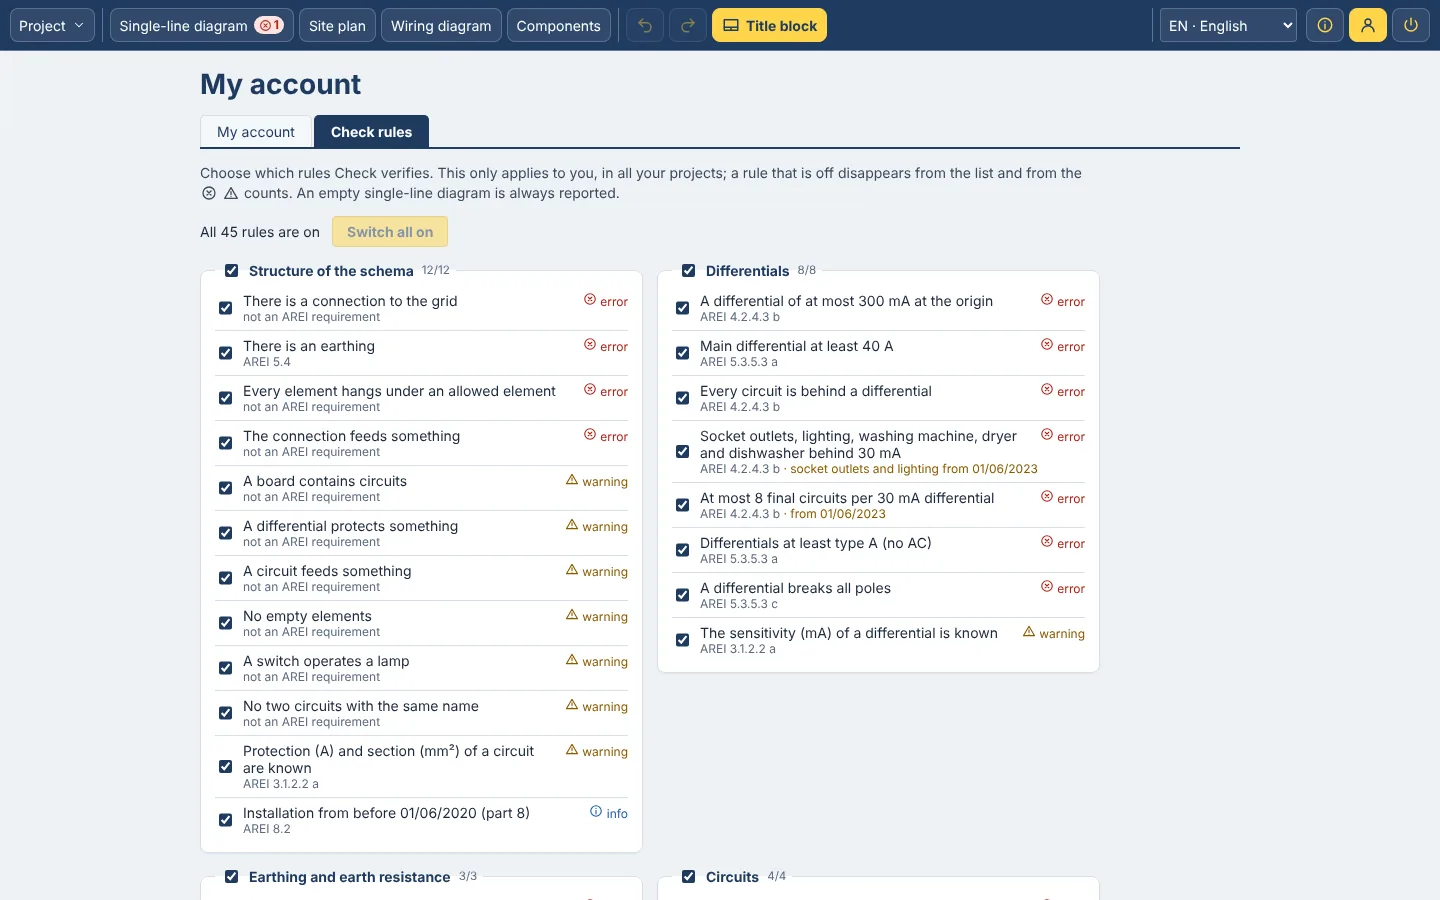 Project
Single-line diagram
1
Site plan
Wiring diagram
Components
Title block
EN · English
My account
My account
Check rules
Choose which rules Check verifies. This only applies to you, in all your projects; a rule that is off disappears from the list and from the
counts. An empty single-line diagram is always reported.
All 45 rules are on
Switch all on
Structure of the schema 12/12
There is a connection to the grid
error
not an AREI requirement
There is an earthing
error
AREI 5.4
Every element hangs under an allowed element
error
not an AREI requirement
The connection feeds something
error
not an AREI requirement
A board contains circuits
warning
not an AREI requirement
A differential protects something
warning
not an AREI requirement
A circuit feeds something
warning
not an AREI requirement
No empty elements
warning
not an AREI requirement
A switch operates a lamp
warning
not an AREI requirement
No two circuits with the same name
warning
not an AREI requirement
Protection (A) and section (mm²) of a circuit
are known
warning
AREI 3.1.2.2 a
Installation from before 01/06/2020 (part 8)
info
AREI 8.2
Differentials 8/8
A differential of at most 300 mA at the origin
error
AREI 4.2.4.3 b
Main differential at least 40 A
error
AREI 5.3.5.3 a
Every circuit is behind a differential
error
AREI 4.2.4.3 b
Socket outlets, lighting, washing machine, dryer
and dishwasher behind 30 mA
error
AREI 4.2.4.3 b · socket outlets and lighting from 01/06/2023
At most 8 final circuits per 30 mA differential
error
AREI 4.2.4.3 b · from 01/06/2023
Differentials at least type A (no AC)
error
AREI 5.3.5.3 a
A differential breaks all poles
error
AREI 5.3.5.3 c
The sensitivity (mA) of a differential is known
warning
AREI 3.1.2.2 a
Earthing and earth resistance 3/3
Circuits 4/4